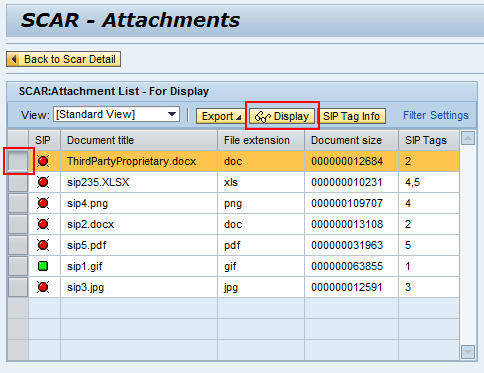 SCAR - Attachments
Back to Scar Detail
SCAR:Attachment List - For Display
View: [Standard View] Export Display SIP Tag Info Filter Settings
SIP Document title File extension Document size SIP Tags
ThirdPartyProprietary.docx doc 000000012684 2
sip235.XLSX xls 000000010231 4,5
sip4.png png 000000109707 4
sip2.docx doc 000000013108 2
sip5.pdf pdf 000000031963 5
sip1.gif gif 000000063855 1
sip3.jpg jpg 000000012591 3